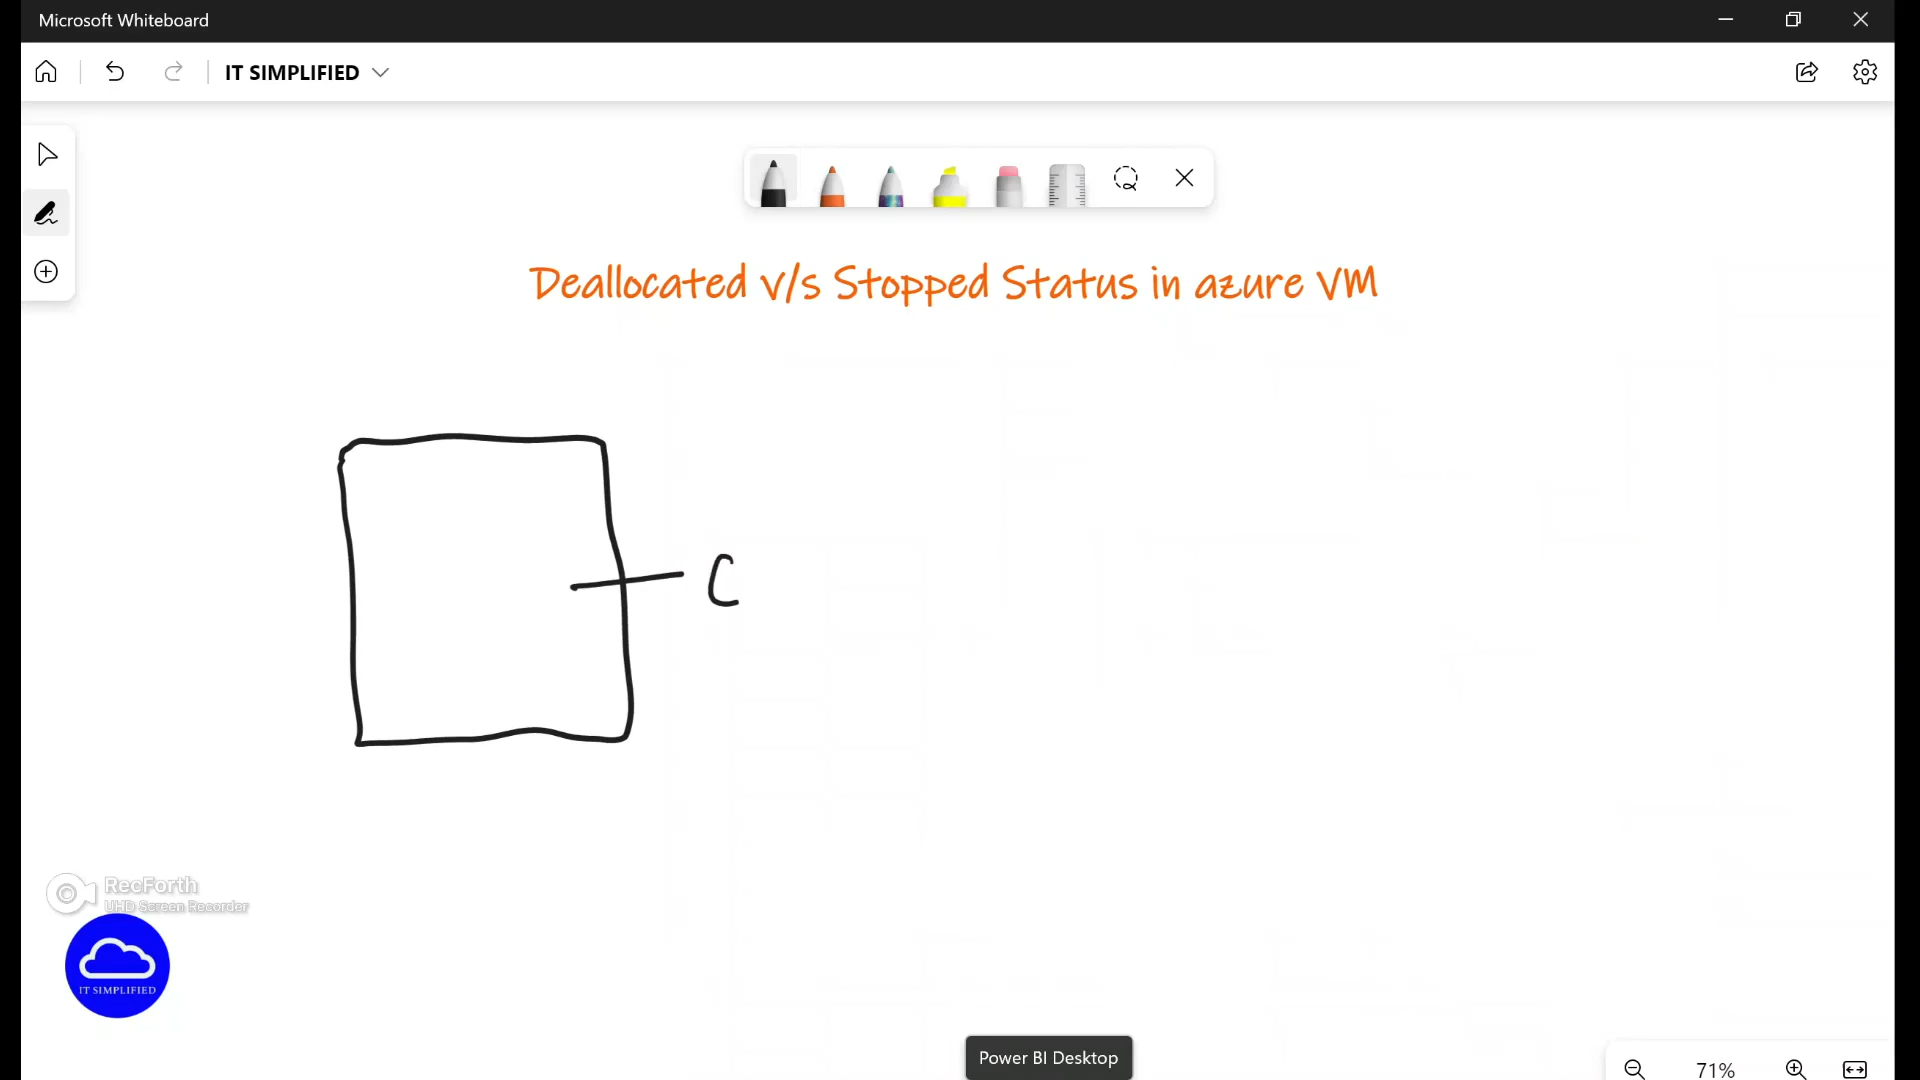 Microsoft Whiteboard
IT SIMPLIFIED
Deallocated v/s Stopped Status in azure VM
C
RecForth
UHD Screen Recorder
IT SIMPLIFIED
Power BI Desktop
71%